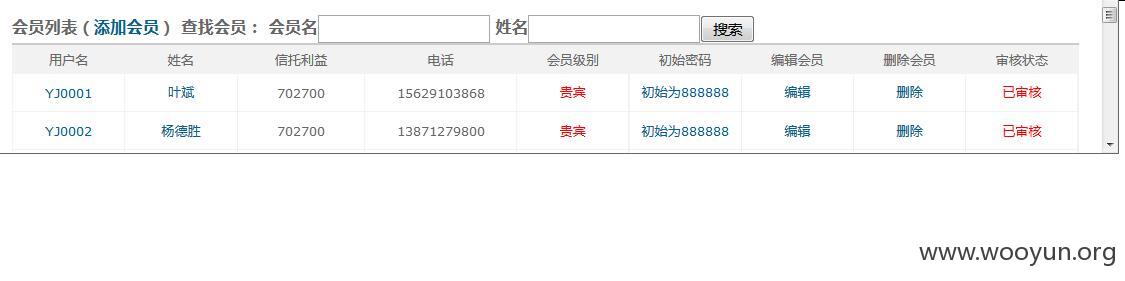 会员列表（添加会员） 查找会员： 会员名 姓名 搜索
用户名 姓名 信托利益 电话 会员级别 初始密码 编辑会员 删除会员 审核状态
YJ0001 叶斌 702700 15629103868 贵宾 初始为888888 编辑 删除 已审核
YJ0002 杨德胜 702700 13871279800 贵宾 初始为888888 编辑 删除 已审核
www.wooyun.org